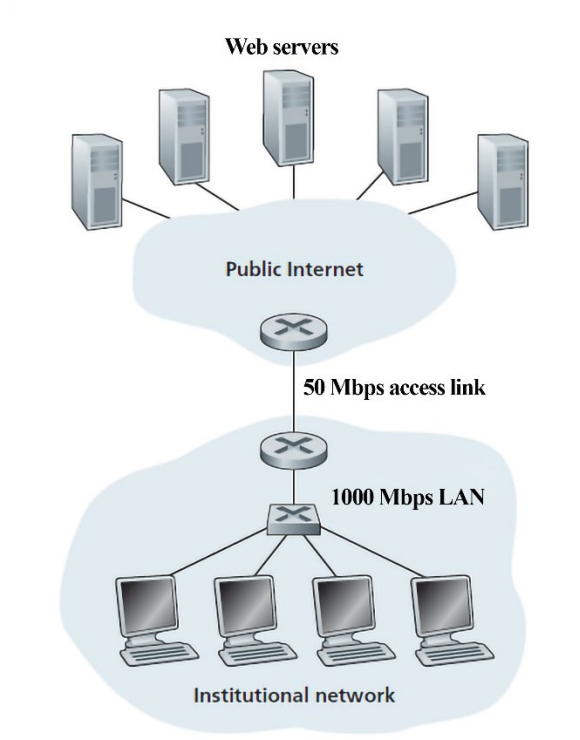 Web servers
Public Internet
50 Mbps access link
1000 Mbps LAN
Institutional network